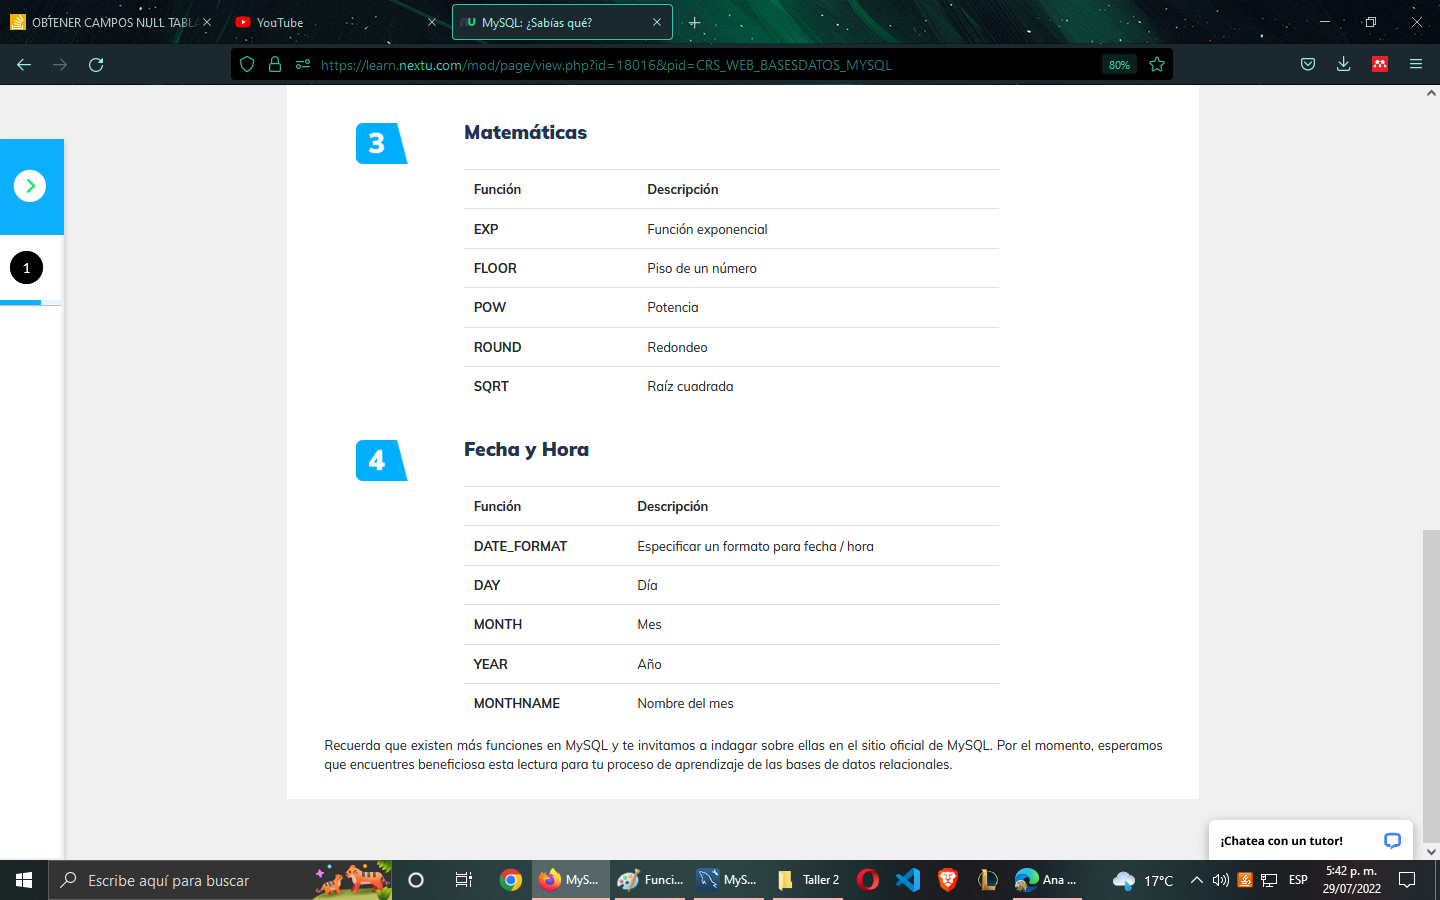 OBTENER CAMPOS NULL TABLA
YouTube
MySQL: ¿Sabías qué?
https://learn.nextu.com/mod/page/view.php?id=18016&pid=CRS_WEB_BASESDATOS_MYSQL
80%
1
3
Matemáticas
Función Descripción
EXP Función exponencial
FLOOR Piso de un número
POW Potencia
ROUND Redondeo
SQRT Raíz cuadrada
4
Fecha y Hora
Función Descripción
DATE_FORMAT Especificar un formato para fecha / hora
DAY Día
MONTH Mes
YEAR Año
MONTHNAME Nombre del mes
Recuerda que existen más funciones en MySQL y te invitamos a indagar sobre ellas en el sitio oficial de MySQL. Por el momento, esperamos
que encuentres beneficiosa esta lectura para tu proceso de aprendizaje de las bases de datos relacionales.
¡Chatea con un tutor!
Escribe aquí para buscar
MyS...
Funci...
MyS...
Taller 2
Ana ...
17°C
ESP
5:42 p. m.
29/07/2022